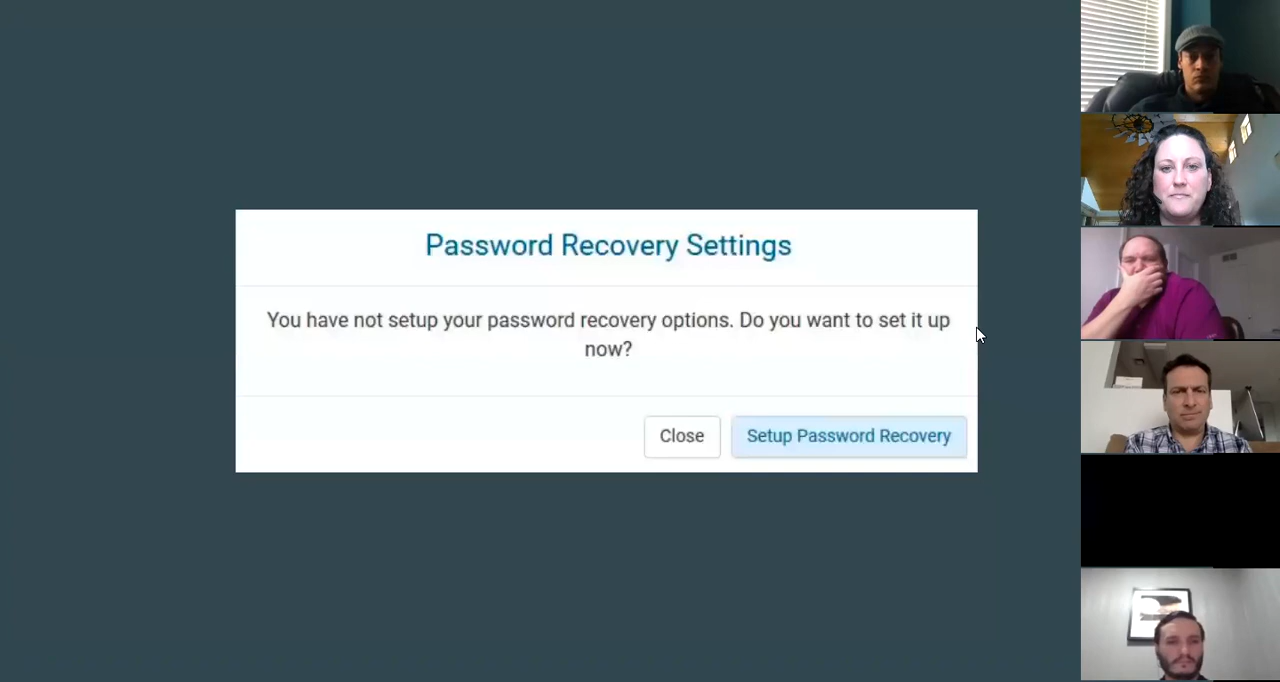 Password Recovery Settings
You have not setup your password recovery options. Do you want to set it up
now?
Close
Setup Password Recovery